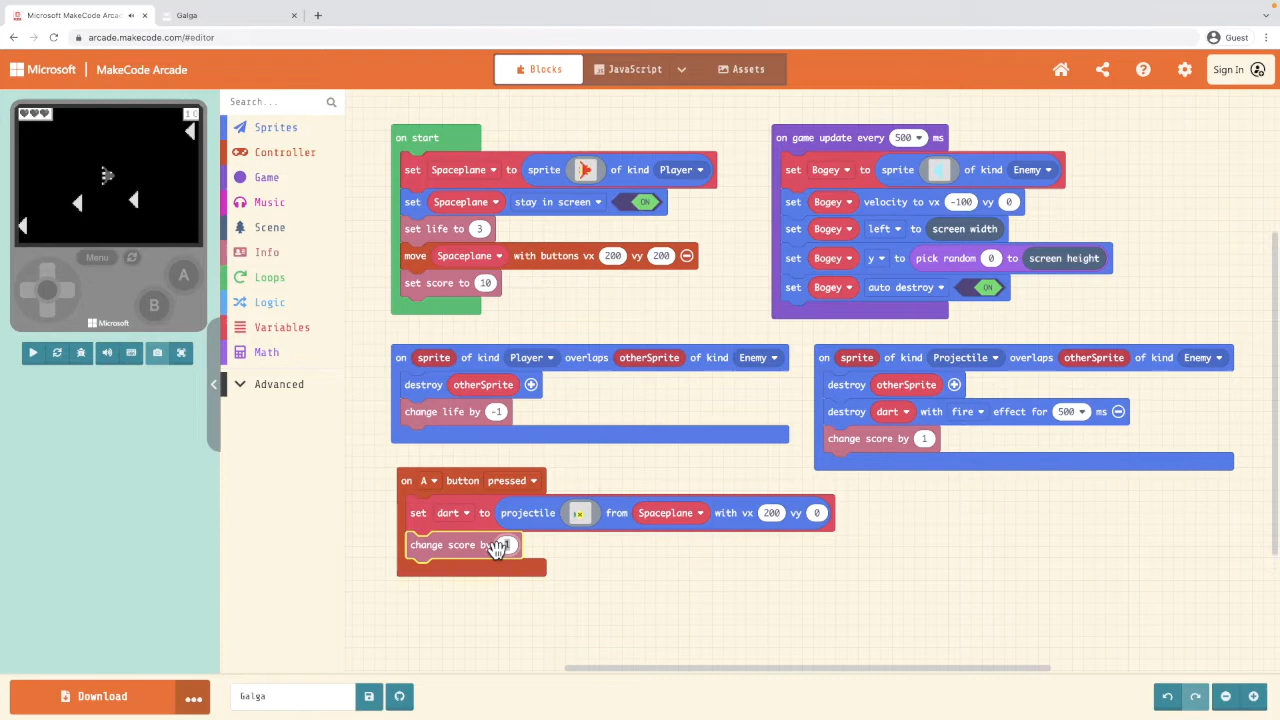 Microsoft MakeCode Arcad
Galga
arcade.makecode.com/#editor
Guest
Microsoft
MakeCode Arcade
Blocks
JavaScript
Assets
Sign In
Search...
Sprites
Controller
Game
Music
Scene
Info
Loops
Logic
Variables
Math
Advanced
Menu
A
B
Microsoft
on start
set Spaceplane to sprite of kind Player
set Spaceplane stay in screen ON
set life to 3
move Spaceplane with buttons vx 200 vy 200
set score to 10
on game update every 500 ms
set Bogey to sprite of kind Enemy
set Bogey velocity to vx -100 vy 0
set Bogey left to screen width
set Bogey y to pick random 0 to screen height
set Bogey auto destroy ON
on sprite of kind Player overlaps otherSprite of kind Enemy
destroy otherSprite
change life by -1
on sprite of kind Projectile overlaps otherSprite of kind Enemy
destroy otherSprite
destroy dart with fire effect for 500 ms
change score by 1
on A button pressed
set dart to projectile from Spaceplane with vx 200 vy 0
change score by
Download
Galga